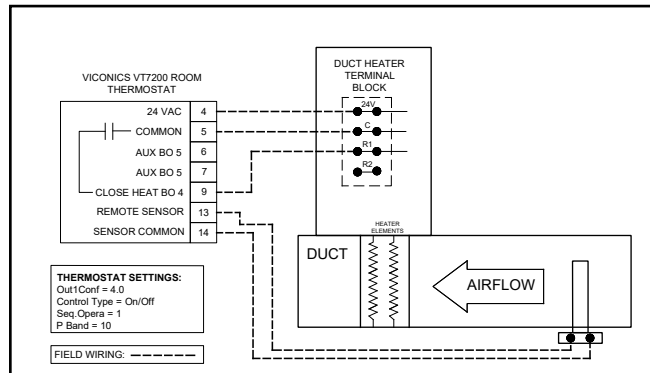 VICONICS VT7200 ROOM
THERMOSTAT
24 VAC 4
COMMON 5
AUX BO 5 6
AUX BO 5 7
CLOSE HEAT BO 4 9
REMOTE SENSOR 13
SENSOR COMMON 14
DUCT HEATER
TERMINAL
BLOCK
24V
C
R1
R2
HEATER
ELEMENTS
DUCT
AIRFLOW
THERMOSTAT SETTINGS:
Out1Conf = 4.0
Control Type = On/Off
Seq.Opera = 1
P Band = 10
FIELD WIRING: